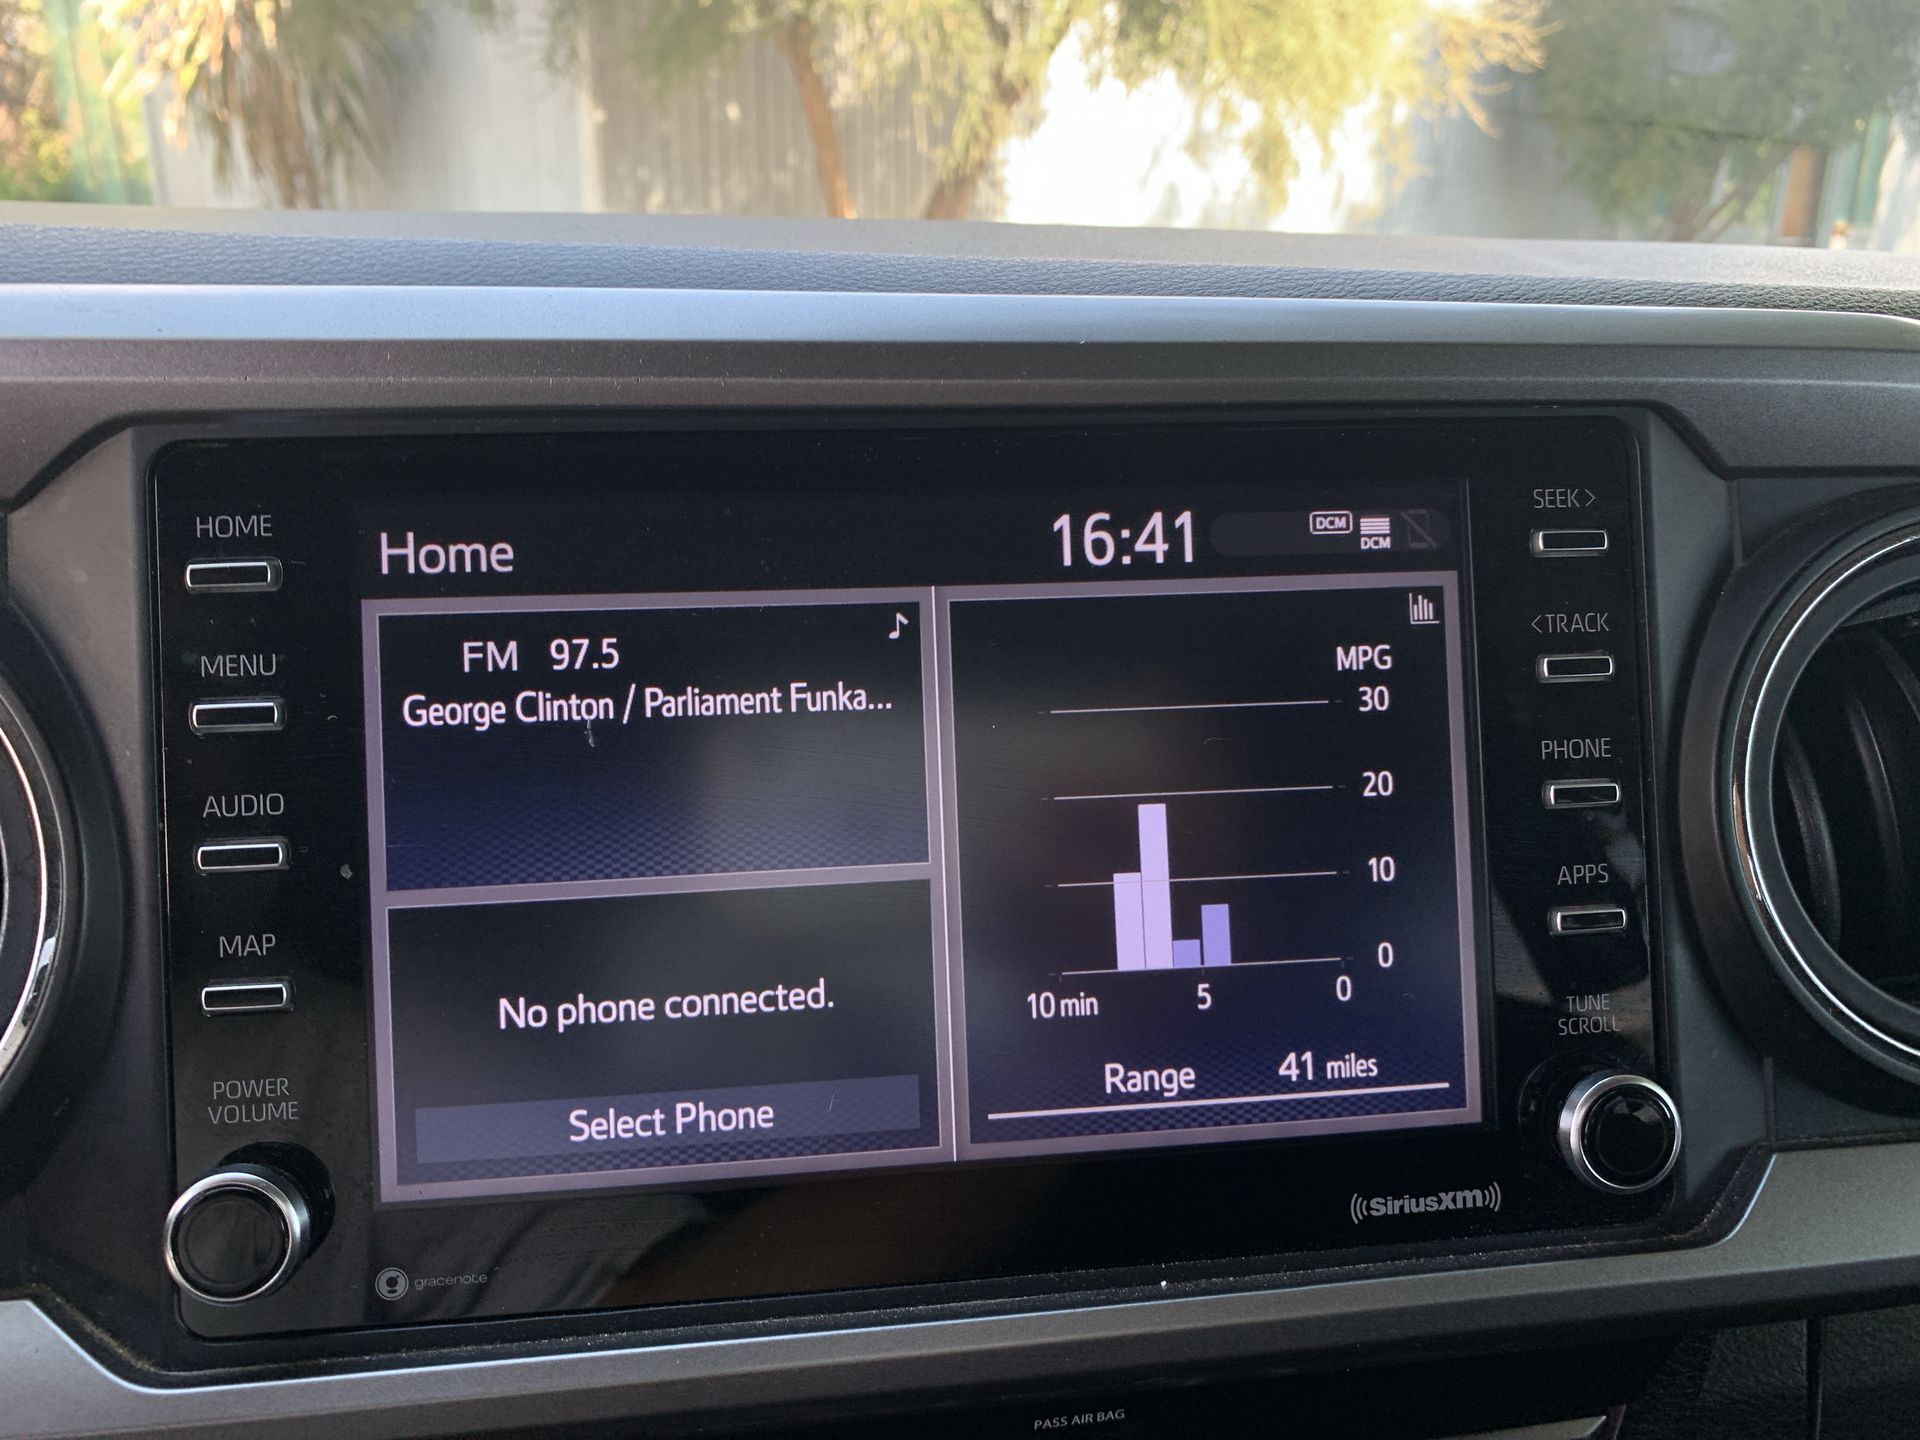 HOME
MENU
AUDIO
MAP
POWER
VOLUME
Home
16:41
DCM
DCM
FM 97.5
George Clinton / Parliament Funka...
No phone connected.
Select Phone
MPG
30
20
10
0
10 min 5 0
Range 41 miles
SEEK >
< TRACK
PHONE
APPS
TUNE
SCROLL
((SiriusXM))
gracenote
PASS AIR BAG